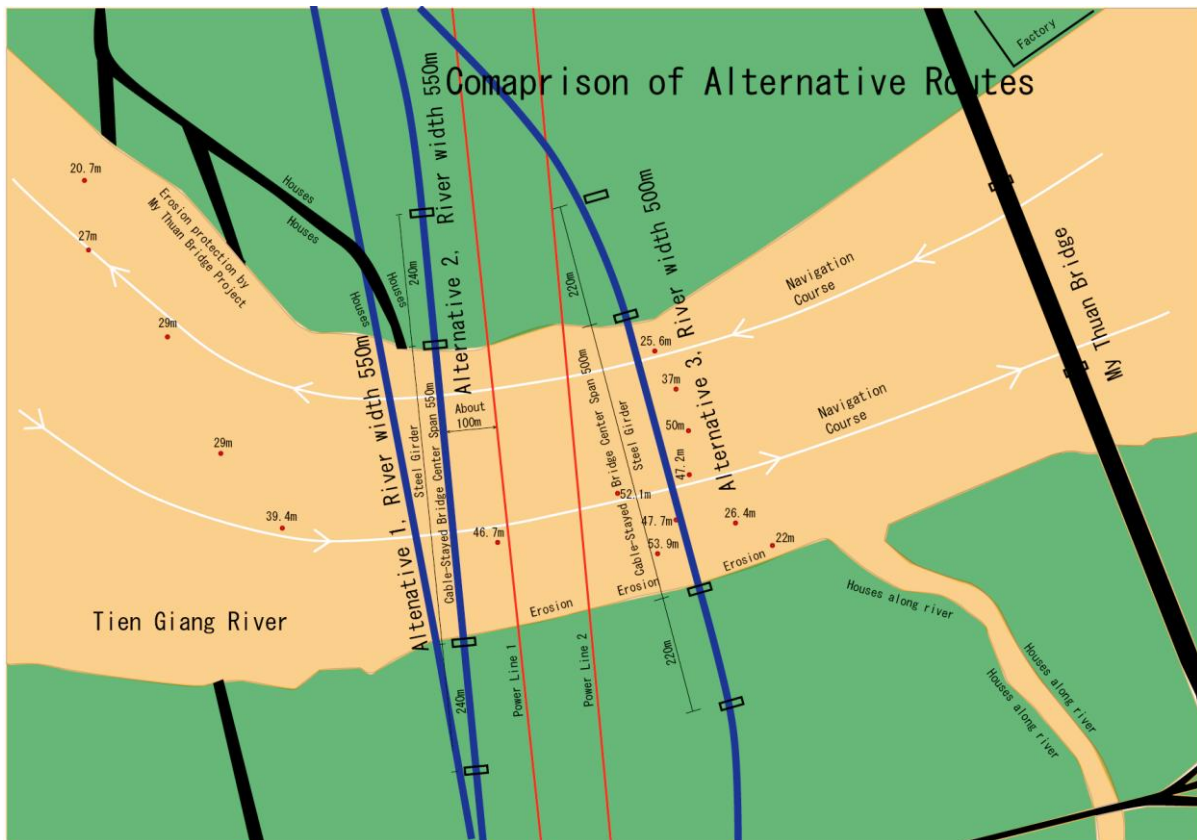 Factory
Comaprison of Alternative Routes
20.7m
27m
Erosion protection by
My Thuan Bridge Project
Houses
Houses
Houses
Houses
240m
Alternative 2, River width 550m
220m
Alternative 3, River width 500m
Navigation
Course
My Thuan Bridge
29m
25.6m
37m
50m
47.2m
Navigation
Course
About
100m
Altenative 1, River width 550m
Steel Girder
Cable-Stayed Bridge Center Span 550m
Cable-Stayed Bridge Center Span 500m
Steel Girder
29m
39.4m
46.7m
52.1m
47.7m
53.9m
26.4m
22m
Erosion
Erosion
Erosion
Tien Giang River
Houses along river
Houses along river
Houses along river
Power Line 1
Power Line 2
220m
240m